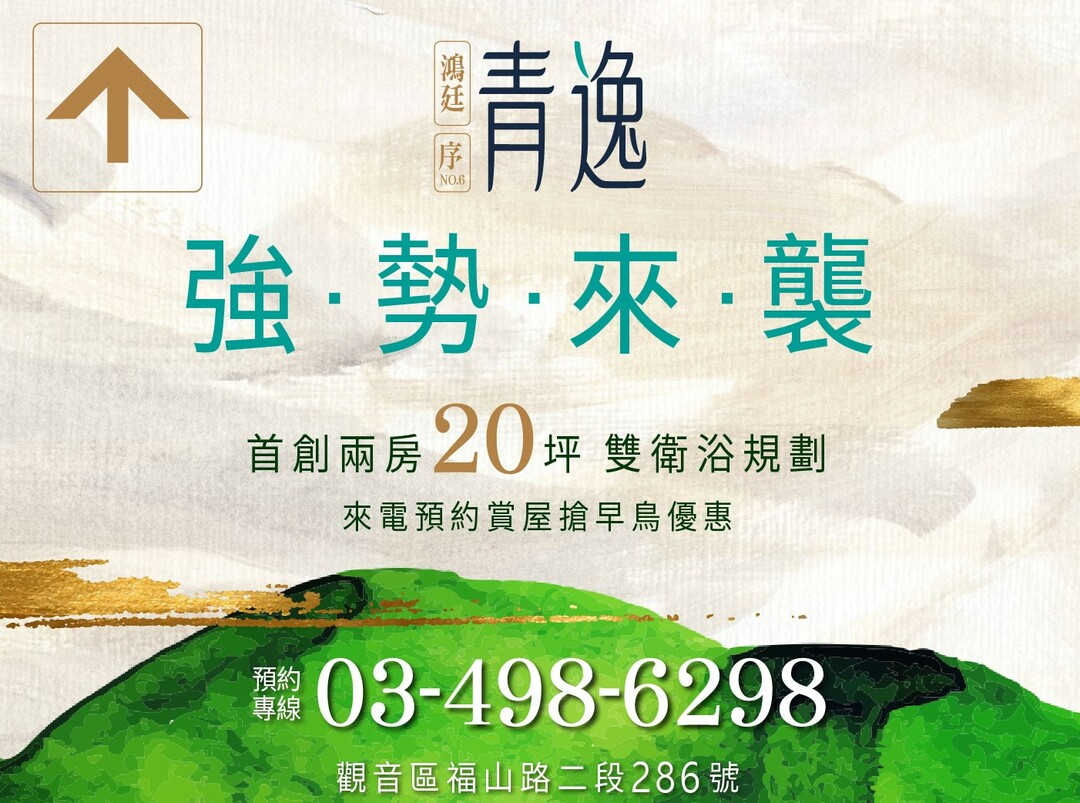 鴻廷
序
NO.6
青逸
強·勢·來·襲
首創兩房20坪 雙衛浴規劃
來電預約賞屋搶早鳥優惠
預約
專線
03-498-6298
觀音區福山路二段286號